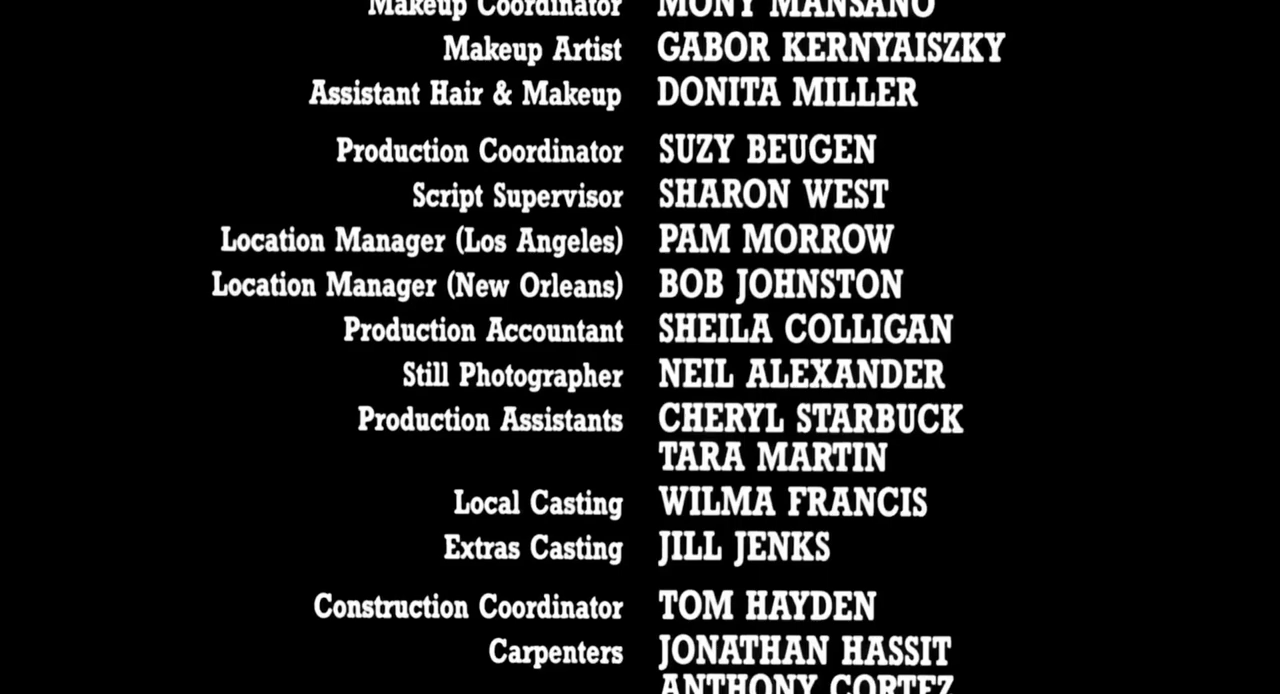 Makeup Coordinator MONY MANSANO
Makeup Artist GABOR KERNYAISZKY
Assistant Hair & Makeup DONITA MILLER
Production Coordinator SUZY BEUGEN
Script Supervisor SHARON WEST
Location Manager (Los Angeles) PAM MORROW
Location Manager (New Orleans) BOB JOHNSTON
Production Accountant SHEILA COLLIGAN
Still Photographer NEIL ALEXANDER
Production Assistants CHERYL STARBUCK
TARA MARTIN
Local Casting WILMA FRANCIS
Extras Casting JILL JENKS
Construction Coordinator TOM HAYDEN
Carpenters JONATHAN HASSIT
ANTHONY CORTEZ